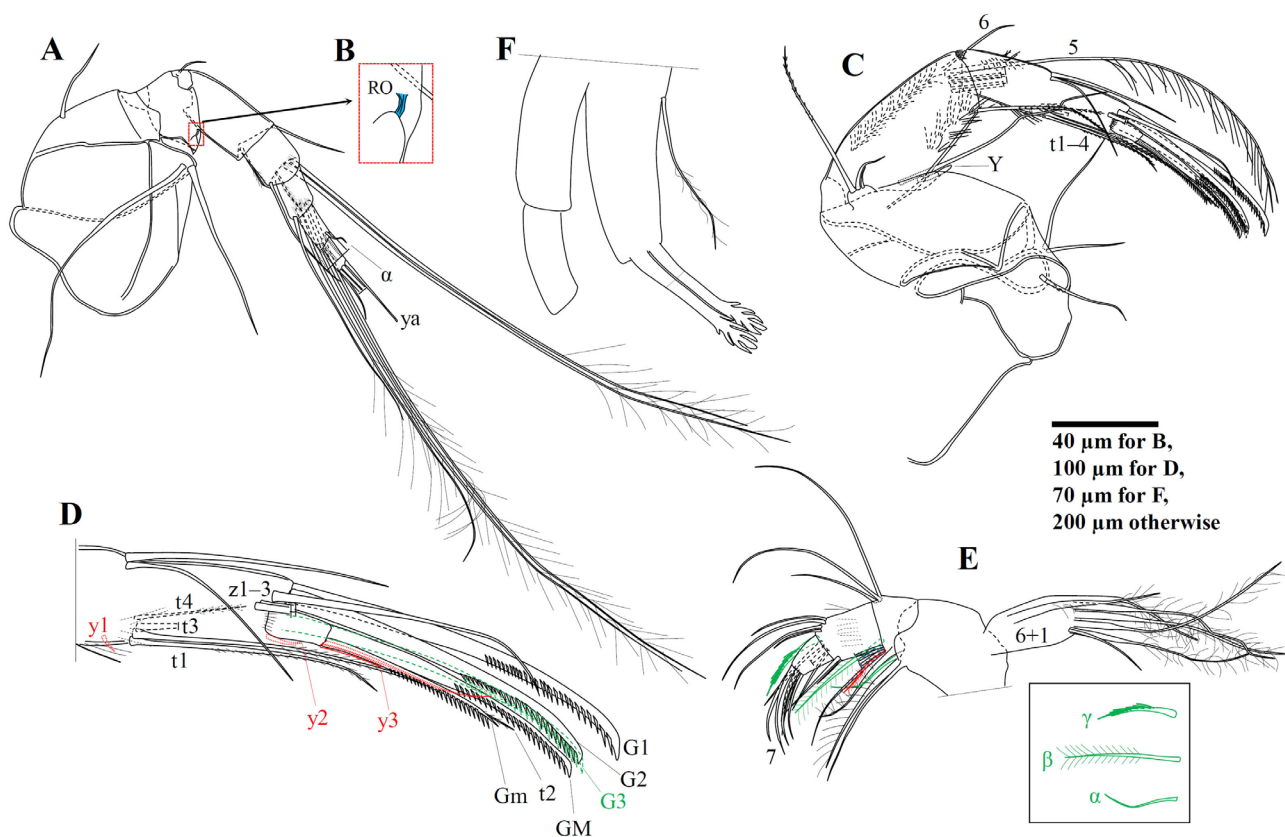 A
B
RO
α
ya
F
C
6
5
t1–4
Y
40 µm for B,
100 µm for D,
70 µm for F,
200 µm otherwise
D
z1–3
t4
t3
y1
t1
y2
y3
G1
G2
G3
Gm
t2
GM
E
6+1
7
γ
β
α